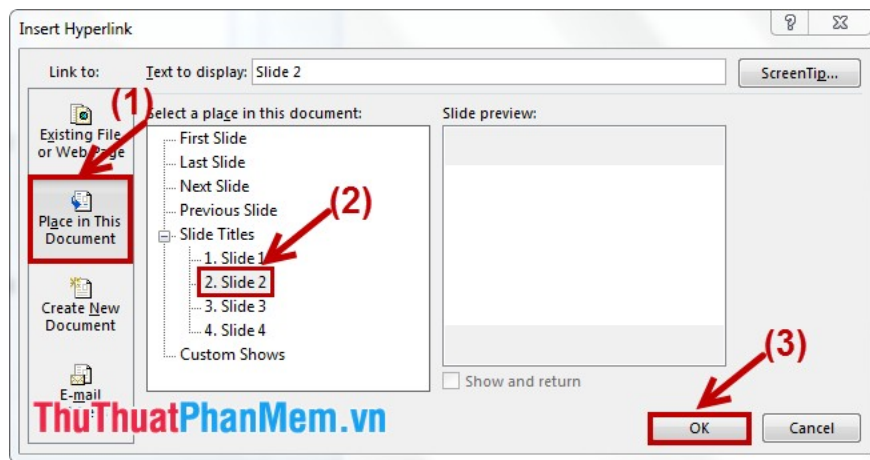 Insert Hyperlink
Link to:
Text to display: Slide 2
ScreenTip...
(1)
Existing File
or Web Page
Place in This
Document
Create New
Document
E-mail
Select a place in this document:
First Slide
Last Slide
Next Slide
Previous Slide
(2)
Slide Titles
1. Slide 1
2. Slide 2
3. Slide 3
4. Slide 4
Custom Shows
Slide preview:
Show and return
(3)
OK
Cancel
ThuThuatPhanMem.vn